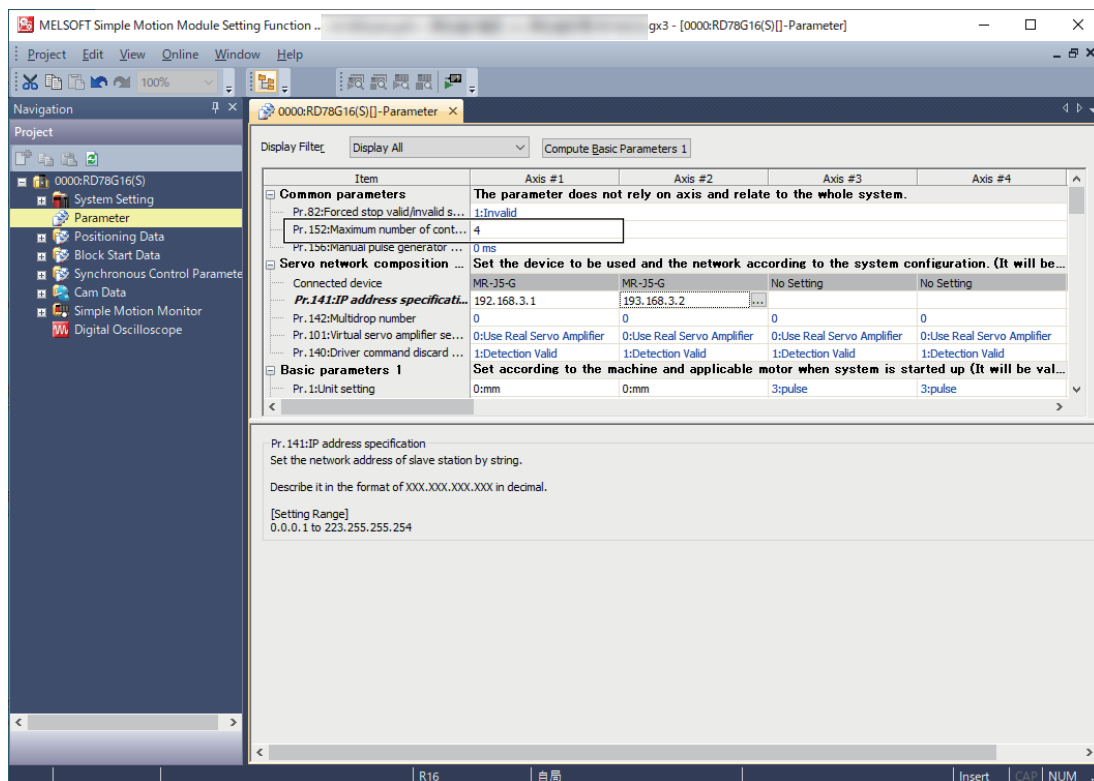 MELSOFT Simple Motion Module Setting Function .. gx3 - [0000:RD78G16(S)[]-Parameter]
Project Edit View Online Window Help
100%
Navigation
Project
0000:RD78G16(S)
System Setting
Parameter
Positioning Data
Block Start Data
Synchronous Control Paramete
Cam Data
Simple Motion Monitor
Digital Oscilloscope
0000:RD78G16(S)[]-Parameter
Display Filter Display All Compute Basic Parameters 1
Item Axis #1 Axis #2 Axis #3 Axis #4
Common parameters The parameter does not rely on axis and relate to the whole system.
Pr.82:Forced stop valid/invalid s... 1:Invalid
Pr.152:Maximum number of cont... 4
Pr.156:Manual pulse generator ... 0 ms
Servo network composition ... Set the device to be used and the network according to the system configuration. (It will be...
Connected device MR-J5-G MR-J5-G No Setting No Setting
Pr.141:IP address specificati... 192.168.3.1 193.168.3.2 ...
Pr.142:Multidrop number 0 0 0 0
Pr.101:Virtual servo amplifier se... 0:Use Real Servo Amplifier 0:Use Real Servo Amplifier 0:Use Real Servo Amplifier 0:Use Real Servo Amplifier
Pr.140:Driver command discard ... 1:Detection Valid 1:Detection Valid 1:Detection Valid 1:Detection Valid
Basic parameters 1 Set according to the machine and applicable motor when system is started up (It will be val...
Pr.1:Unit setting 0:mm 0:mm 3:pulse 3:pulse
Pr.141:IP address specification
Set the network address of slave station by string.
Describe it in the format of XXX.XXX.XXX.XXX in decimal.
[Setting Range]
0.0.0.1 to 223.255.255.254
R16 自局 Insert CAP NUM